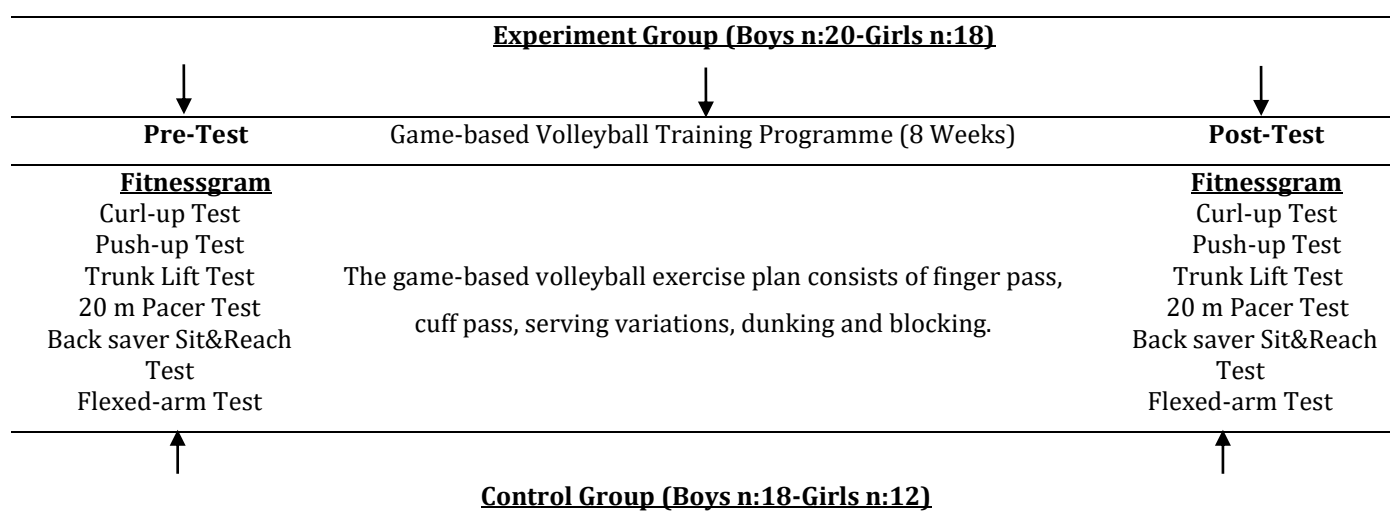 Experiment Group (Boys n:20-Girls n:18)
Pre-Test
Game-based Volleyball Training Programme (8 Weeks)
Post-Test
Fitnessgram
Curl-up Test
Push-up Test
Trunk Lift Test
20 m Pacer Test
Back saver Sit&Reach
Test
Flexed-arm Test
The game-based volleyball exercise plan consists of finger pass,
cuff pass, serving variations, dunking and blocking.
Fitnessgram
Curl-up Test
Push-up Test
Trunk Lift Test
20 m Pacer Test
Back saver Sit&Reach
Test
Flexed-arm Test
Control Group (Boys n:18-Girls n:12)